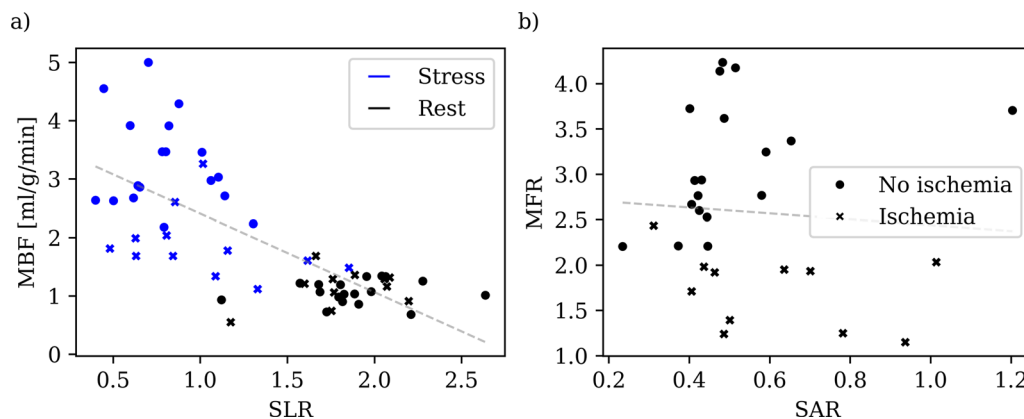 a)
b)
5
4
3
2
1
0
MBF [ml/g/min]
Stress
Rest
0.5 1.0 1.5 2.0 2.5
SLR
4.0
3.5
3.0
2.5
2.0
1.5
1.0
MFR
No ischemia
Ischemia
0.2 0.4 0.6 0.8 1.0 1.2
SAR